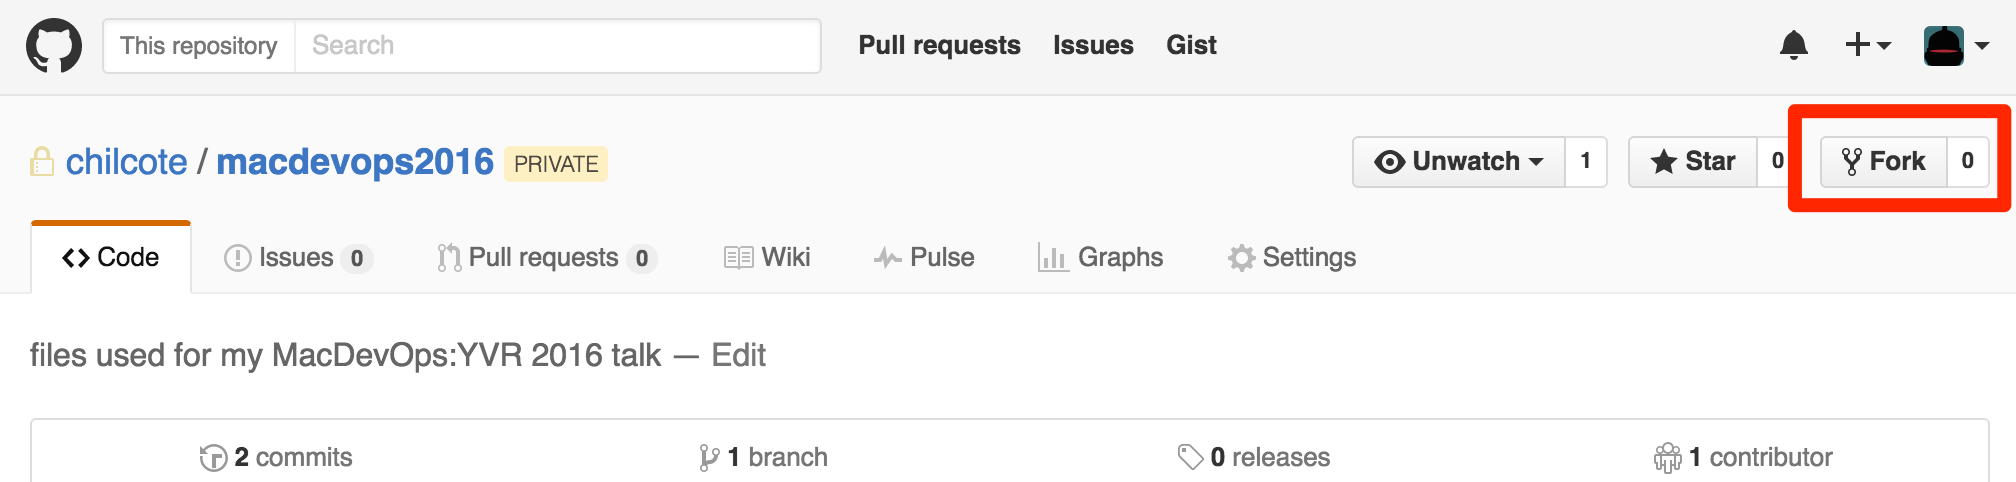 This repository Search Pull requests Issues Gist
chilcote / macdevops2016 PRIVATE Unwatch 1 Star 0 Fork 0
Code Issues 0 Pull requests 0 Wiki Pulse Graphs Settings
files used for my MacDevOps:YVR 2016 talk — Edit
2 commits 1 branch 0 releases 1 contributor